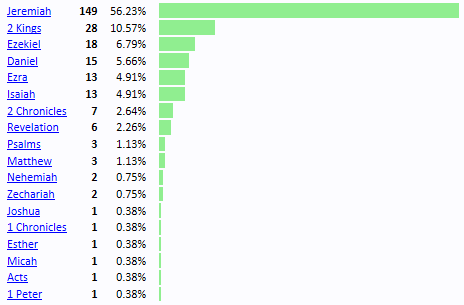 Jeremiah 149 56.23%
2 Kings 28 10.57%
Ezekiel 18 6.79%
Daniel 15 5.66%
Ezra 13 4.91%
Isaiah 13 4.91%
2 Chronicles 7 2.64%
Revelation 6 2.26%
Psalms 3 1.13%
Matthew 3 1.13%
Nehemiah 2 0.75%
Zechariah 2 0.75%
Joshua 1 0.38%
1 Chronicles 1 0.38%
Esther 1 0.38%
Micah 1 0.38%
Acts 1 0.38%
1 Peter 1 0.38%